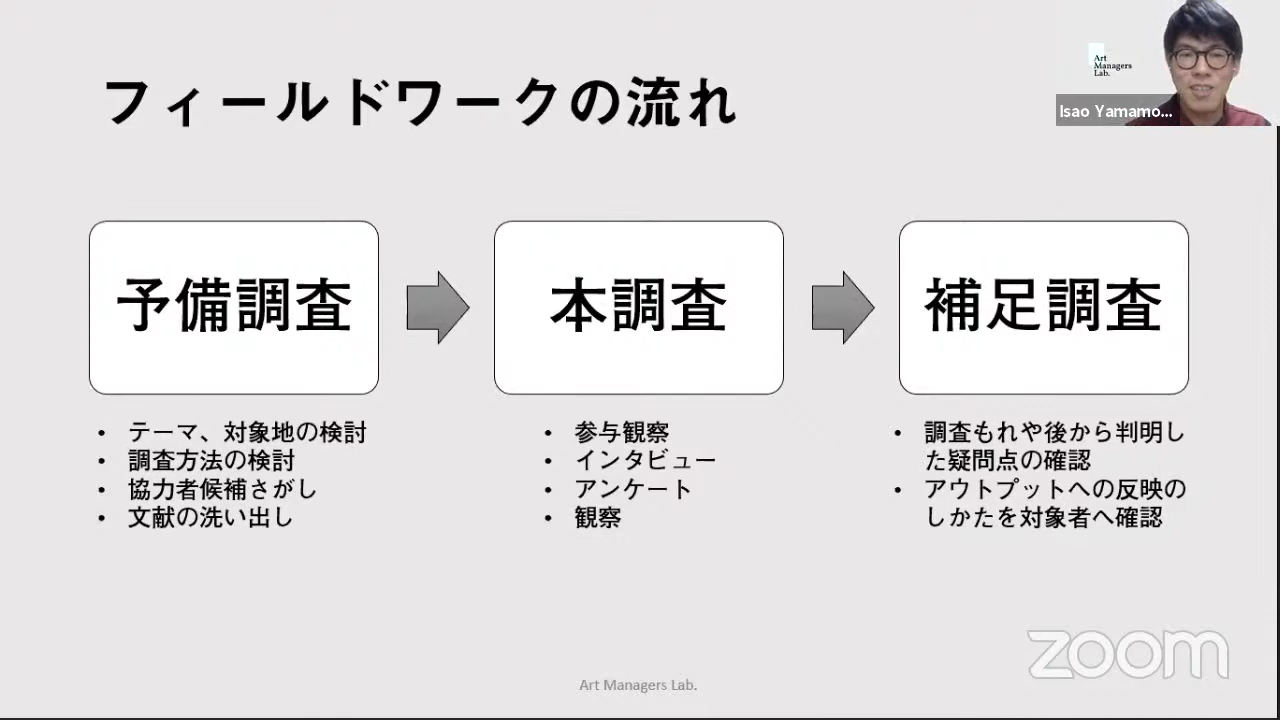 フィールドワークの流れ
Art
Managers
Lab.
Isao Yamamo...
予備調査
本調査
補足調査
• テーマ、対象地の検討
• 調査方法の検討
• 協力者候補さがし
• 文献の洗い出し
• 参与観察
• インタビュー
• アンケート
• 観察
• 調査もれや後から判明し
た疑問点の確認
• アウトプットへの反映の
しかたを対象者へ確認
zoom
Art Managers Lab.